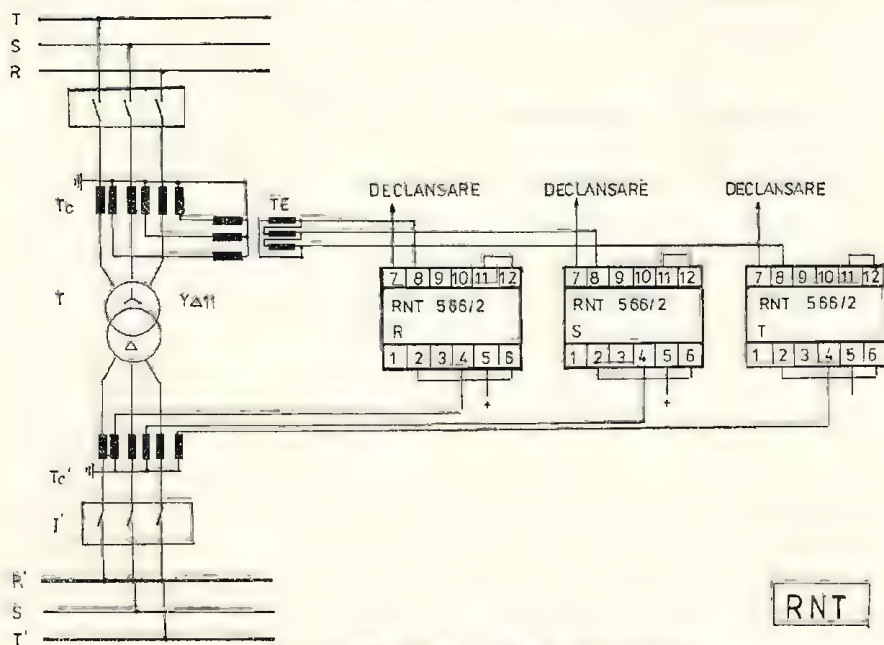 T
S
R
DECLANSARE DECLANSARE DECLANSARE
Tc TE
7 8 9 10 11 12 7 8 9 10 11 12 7 8 9 10 11 12
RNT 566/2 RNT 566/2 RNT 566/2
R S T
1 2 3 4 5 6 1 2 3 4 5 6 1 2 3 4 5 6
T Y∆11
∆
+ +
Tc'
I'
R'
S
T'
RNT